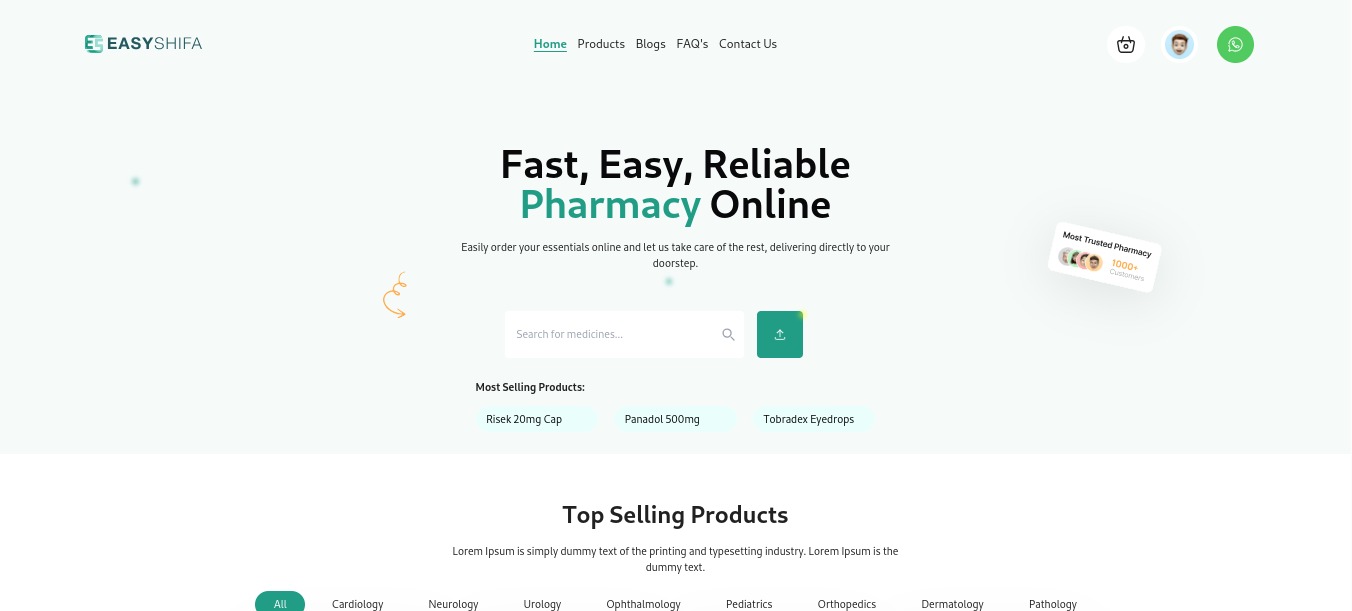 EASYSHIFA
Home Products Blogs FAQ's Contact Us
Fast, Easy, Reliable
Pharmacy Online
Easily order your essentials online and let us take care of the rest, delivering directly to your
doorstep.
Most Trusted Pharmacy
1000+
Customers
Search for medicines...
Most Selling Products:
Risek 20mg Cap Panadol 500mg Tobradex Eyedrops
Top Selling Products
Lorem Ipsum is simply dummy text of the printing and typesetting industry. Lorem Ipsum is the
dummy text.
All Cardiology Neurology Urology Ophthalmology Pediatrics Orthopedics Dermatology Pathology